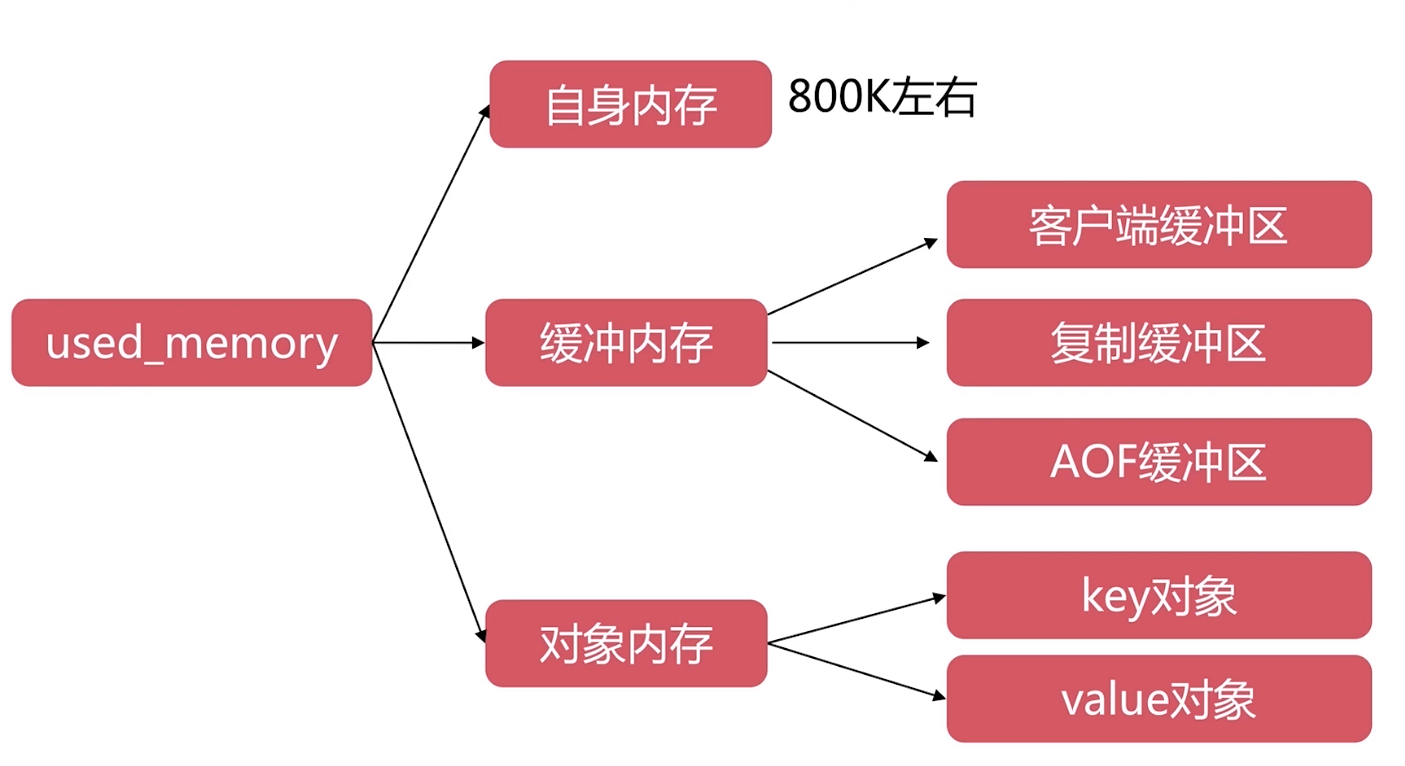 自身内存
800K左右
客户端缓冲区
used_memory
缓冲内存
复制缓冲区
AOF缓冲区
对象内存
key对象
value对象